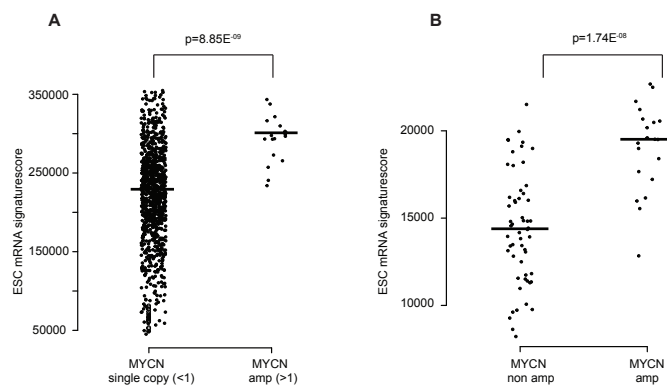 A
p=8.85E-09
ESC mRNA signaturescore
350000
250000
150000
50000
MYCN
single copy (<1)
MYCN
amp (>1)
B
p=1.74E-08
ESC mRNA signaturescore
20000
15000
10000
MYCN
non amp
MYCN
amp